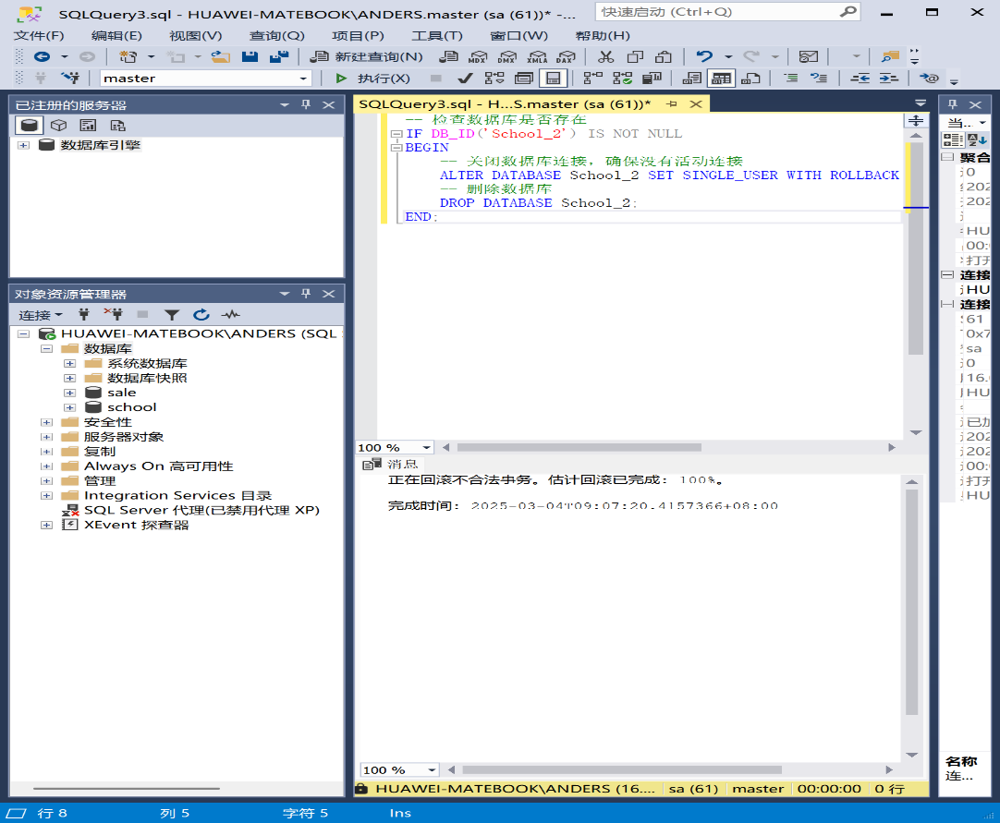 SQLQuery3.sql - HUAWEI-MATEBOOK\ANDERS.master (sa (61))* -...
快速启动 (Ctrl+Q)
文件(F) 编辑(E) 视图(V) 查询(Q) 项目(P) 工具(T) 窗口(W) 帮助(H)
新建查询(N)
MDX DMX XMLA DAX
master
执行(X)
已注册的服务器
数据库引擎
对象资源管理器
连接
HUAWEI-MATEBOOK\ANDERS (SQL
数据库
系统数据库
数据库快照
sale
school
安全性
服务器对象
复制
Always On 高可用性
管理
Integration Services 目录
SQL Server 代理(已禁用代理 XP)
XEvent 探查器
SQLQuery3.sql - H...S.master (sa (61))*
-- 检查数据库是否存在
IF DB_ID('School_2') IS NOT NULL
BEGIN
-- 关闭数据库连接，确保没有活动连接
ALTER DATABASE School_2 SET SINGLE_USER WITH ROLLBACK
-- 删除数据库
DROP DATABASE School_2;
END;
100 %
消息
正在回滚不合法事务。估计回滚已完成: 100%。
完成时间: 2025-03-04T09:07:20.4157366+08:00
100 %
HUAWEI-MATEBOOK\ANDERS (16.... sa (61) master 00:00:00 0 行
当...
聚合
0
202
202
HU
00:
打开
连接
HU
连接
61
0x7
sa
0
16.
HU
已加
202
202
00:
打开
HU
名称
连...
行 8 列 5 字符 5 Ins